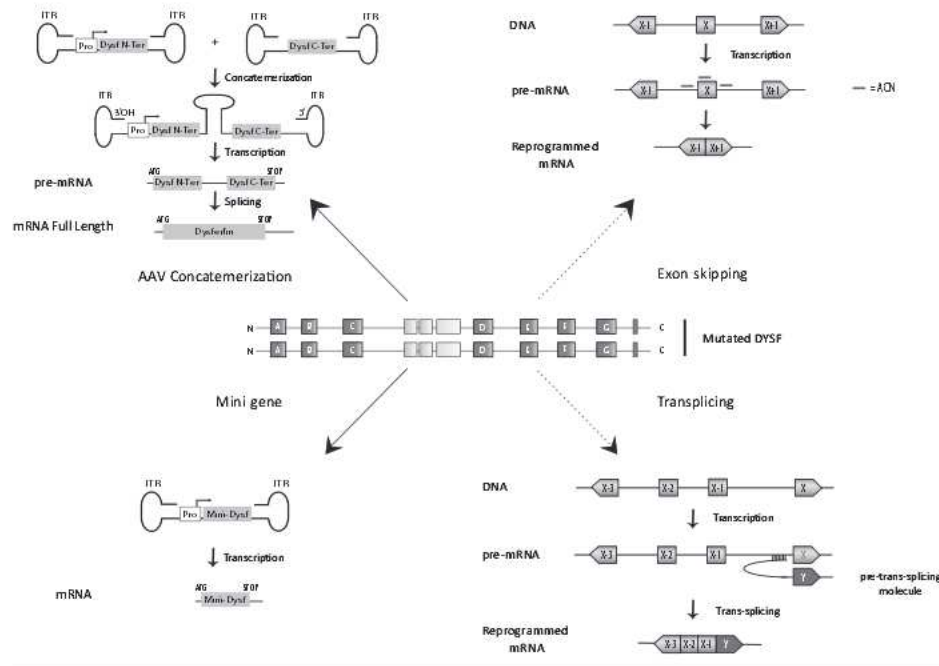 ITR
ITR
ITR
Pro
Dysf N-Ter
+
Dysf C-Ter
Concatemerization
ITR
ITR
3'OH
3'
Pro
Dysf N-Ter
Dysf C-Ter
Transcription
ATG
STOP
pre-mRNA
Dysf N-Ter
Dysf C-Ter
Splicing
ATG
STOP
mRNA Full Length
Dysferlin
AAV Concatemerization
DNA
X-1
X
X+1
Transcription
pre-mRNA
X-1
X
X+1
Reprogrammed
mRNA
X-1
X+1
Exon skipping
N
A
B
C
D
E
F
G
C
N
A
B
C
D
E
F
G
C
Mutated DYSF
Mini gene
ITR
ITR
Pro
Mini-Dysf
Transcription
ATG
STOP
mRNA
Mini-Dysf
Transplicing
DNA
X-3
X-2
X-1
X
Transcription
pre-mRNA
X-3
X-2
X-1
X
Y
pre-trans-splicing
molecule
Trans-splicing
Reprogrammed
mRNA
X-3
X-2
X-1
Y